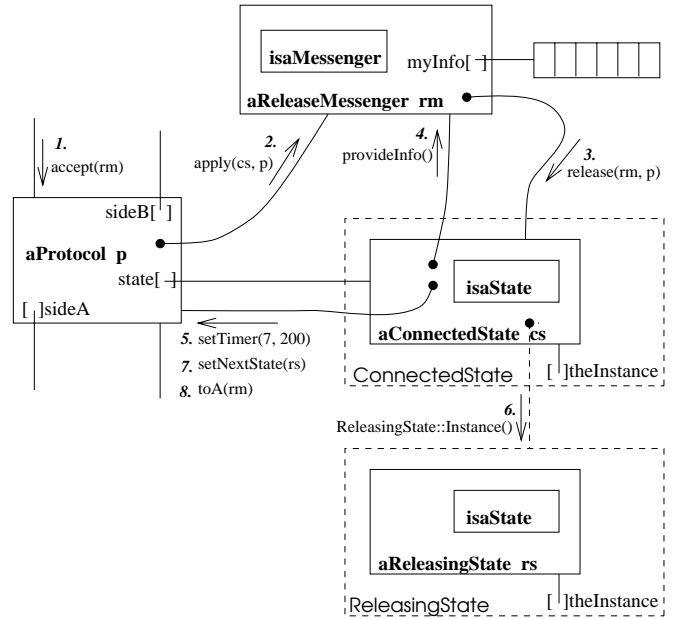 isaMessenger
myInfo[ ]
aReleaseMessenger rm
1.
accept(rm)
2.
apply(cs, p)
4.
provideInfo()
3.
release(rm, p)
sideB[ ]
aProtocol p
state[ ]
[ ]sideA
isaState
aConnectedState cs
5. setTimer(7, 200)
7. setNextState(rs)
8. toA(rm)
[ ]theInstance
ConnectedState
6.
ReleasingState::Instance()
isaState
aReleasingState rs
[ ]theInstance
ReleasingState